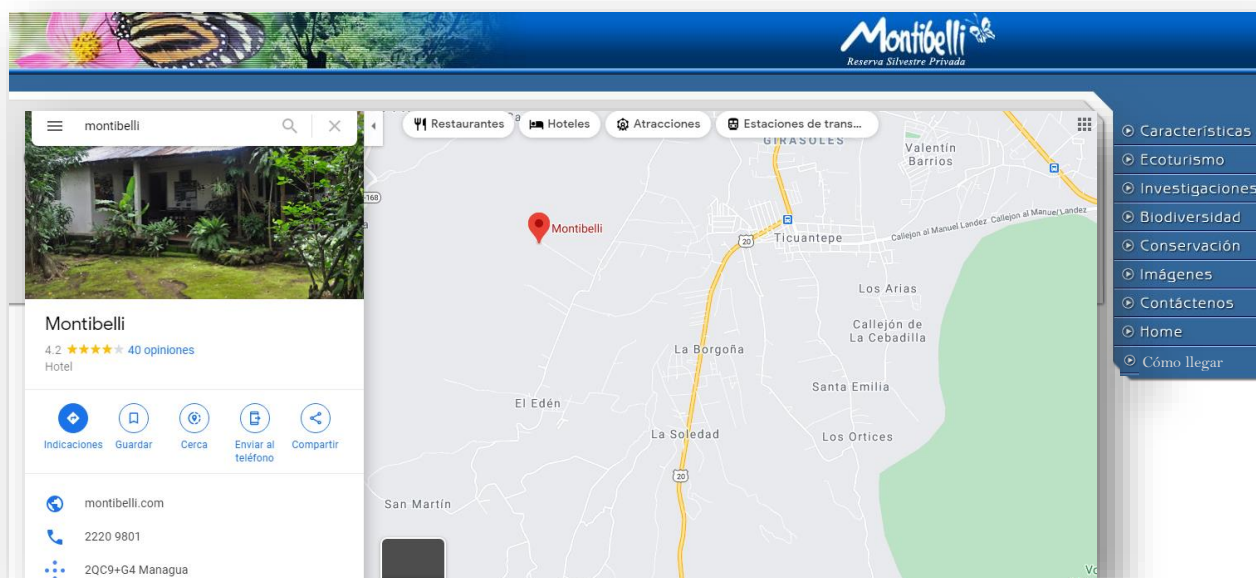 Montibelli
Reserva Silvestre Privada
montibelli
Restaurantes
Hoteles
Atracciones
Estaciones de trans...
Montibelli
4.2 40 opiniones
Hotel
Indicaciones
Guardar
Cerca
Enviar al
teléfono
Compartir
montibelli.com
2220 9801
2QC9+G4 Managua
GIRASOLES
Valentín
Barrios
-168
Montibelli
20
Ticuantepe
Callejon al Manuel Landez
Callejon al Manuel Landez
Los Arias
Callejón de
La Cebadilla
La Borgoña
Santa Emilia
El Edén
La Soledad
Los Ortices
20
San Martín
Características
Ecoturismo
Investigaciones
Biodiversidad
Conservación
Imágenes
Contáctenos
Home
Cómo llegar